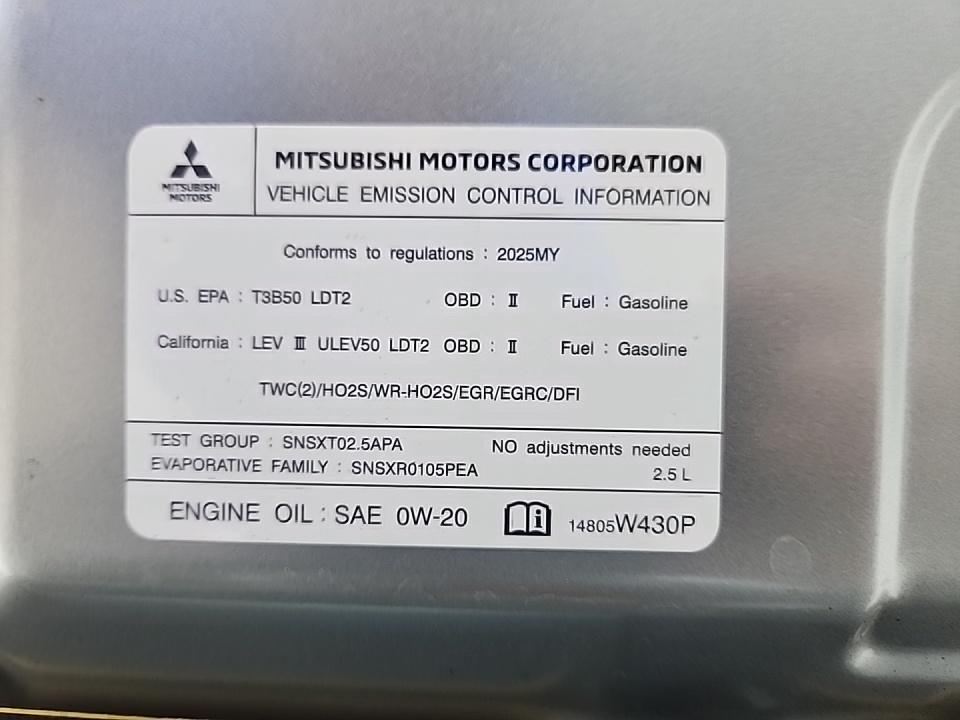 MITSUBISHI MOTORS CORPORATION
MITSUBISHI
MOTORS
VEHICLE EMISSION CONTROL INFORMATION
Conforms to regulations : 2025MY
U.S. EPA : T3B50 LDT2 OBD : II Fuel : Gasoline
California : LEV III ULEV50 LDT2 OBD : II Fuel : Gasoline
TWC(2)/HO2S/WR-HO2S/EGR/EGRC/DFI
TEST GROUP : SNSXT02.5APA NO adjustments needed
EVAPORATIVE FAMILY : SNSXR0105PEA 2.5 L
ENGINE OIL : SAE 0W-20 i 14805W430P